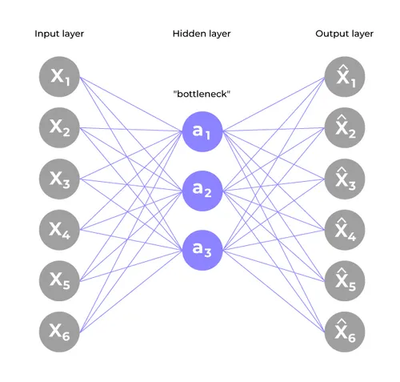 Input layer
Hidden layer
Output layer
"bottleneck"
X₁
X₂
X₃
X₄
X₅
X₆
a₁
a₂
a₃
X̂₁
X̂₂
X̂₃
X̂₄
X̂₅
X̂₆